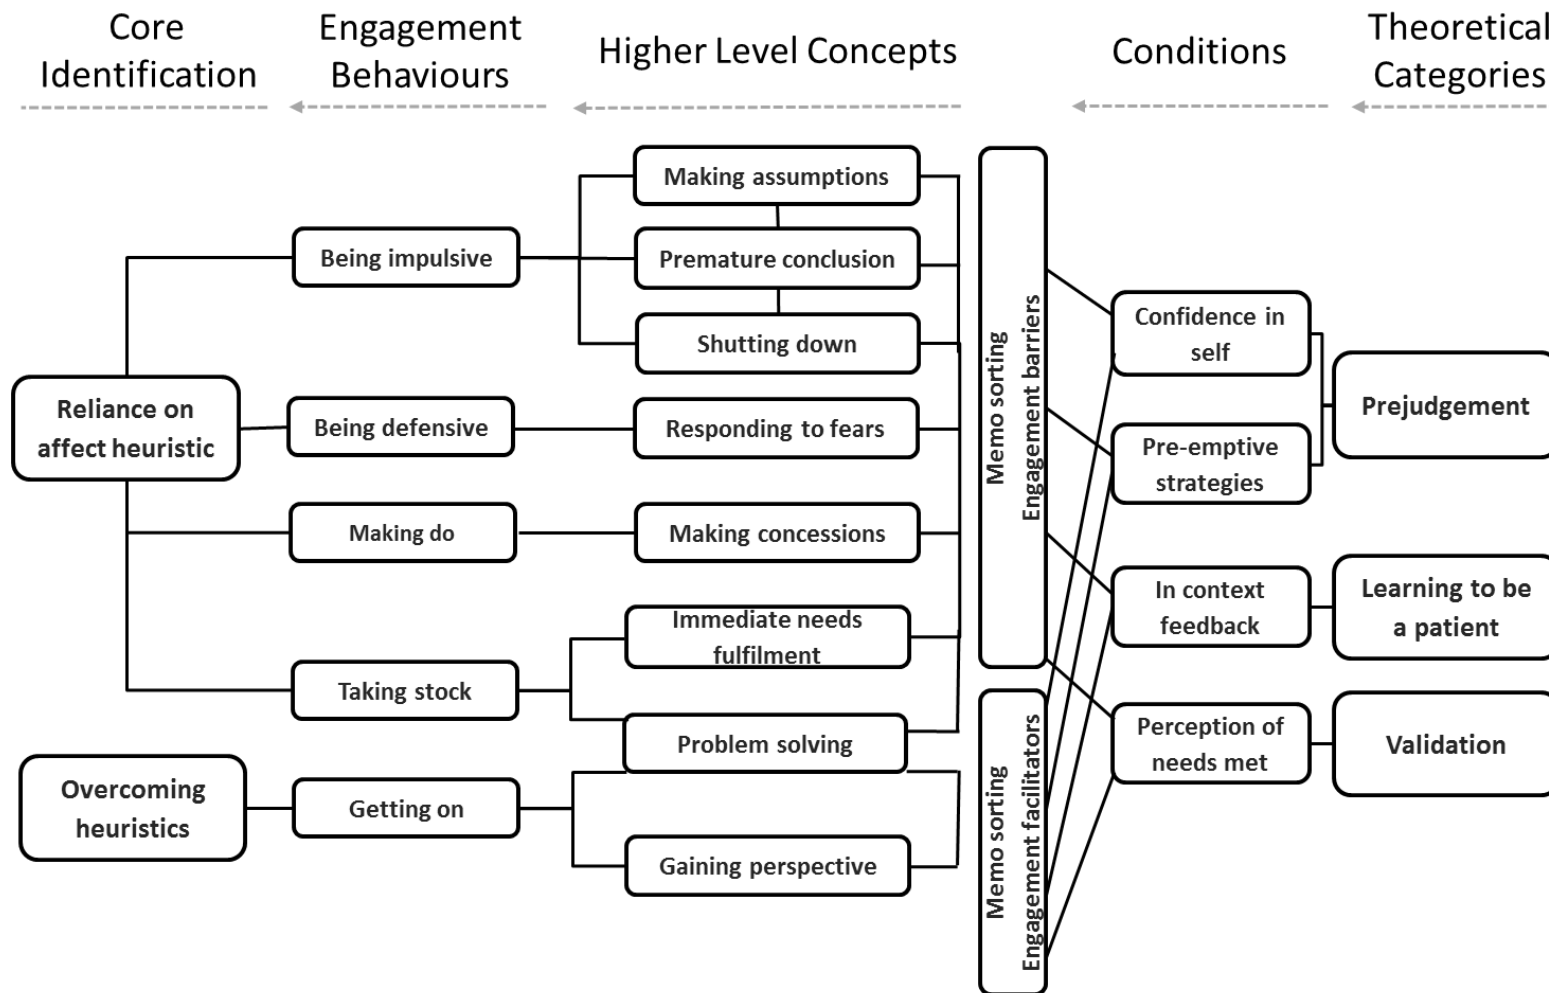 Core
Identification
Engagement
Behaviours
Higher Level Concepts
Conditions
Theoretical
Categories
Making assumptions
Being impulsive
Premature conclusion
Shutting down
Reliance on
affect heuristic
Being defensive
Responding to fears
Making do
Making concessions
Immediate needs
fulfilment
Taking stock
Problem solving
Overcoming
heuristics
Getting on
Gaining perspective
Memo sorting
Engagement barriers
Memo sorting
Engagement facilitators
Confidence in
self
Pre-emptive
strategies
In context
feedback
Perception of
needs met
Prejudgement
Learning to be
a patient
Validation